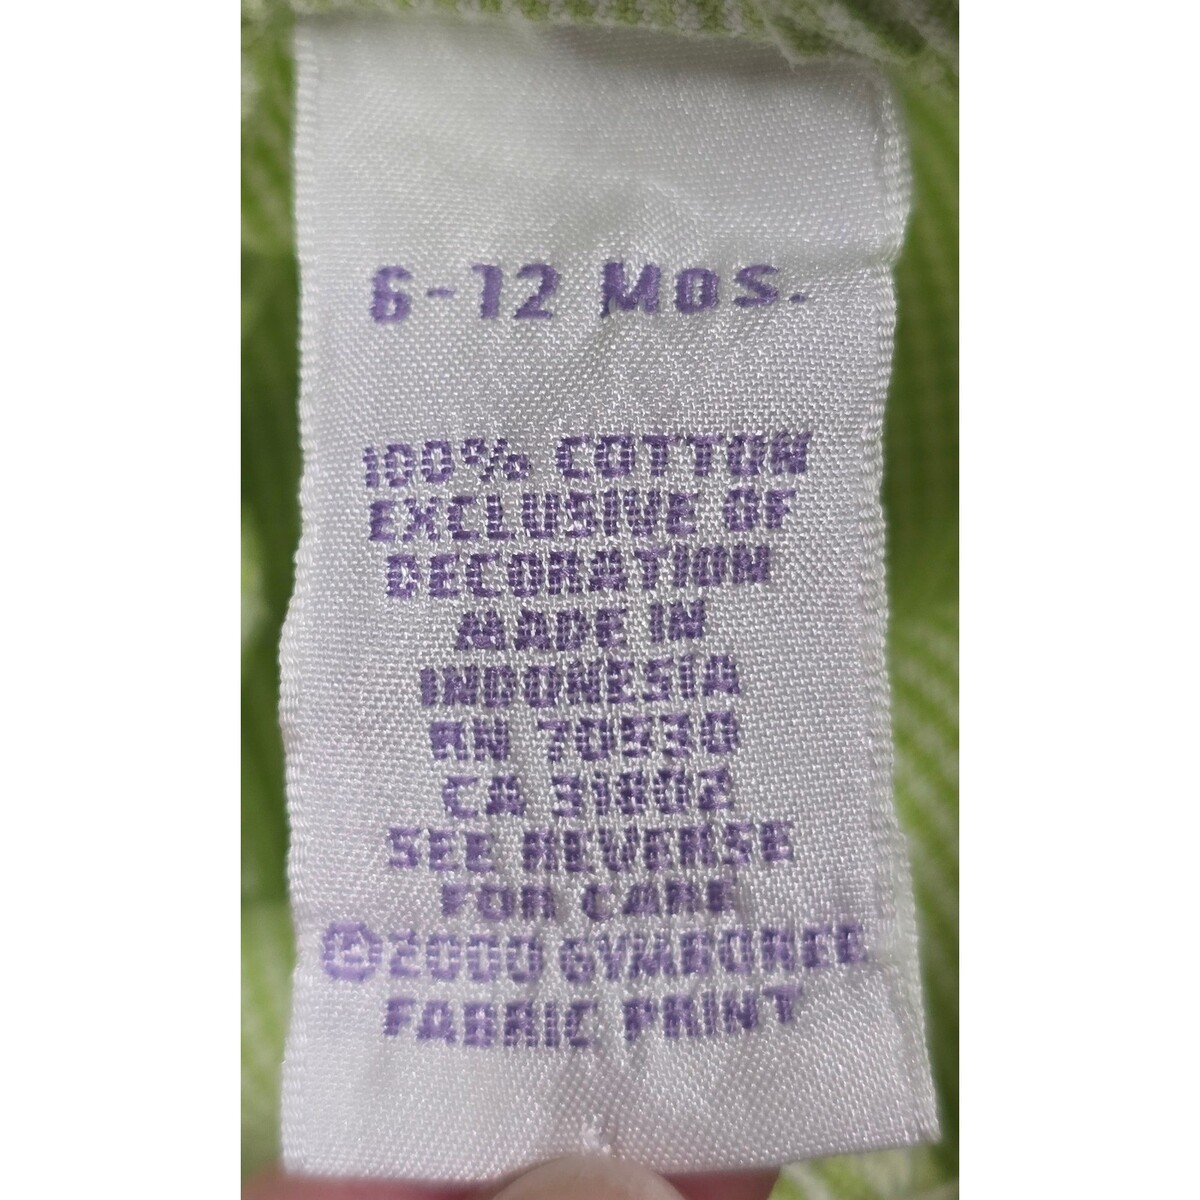 6-12 MOS.
100% COTTON
EXCLUSIVE OF
DECORATION
MADE IN
INDONESIA
RN 70530
CA 31802
SEE REVERSE
FOR CARE
©2000 GYMBOREE
FABRIC PRINT